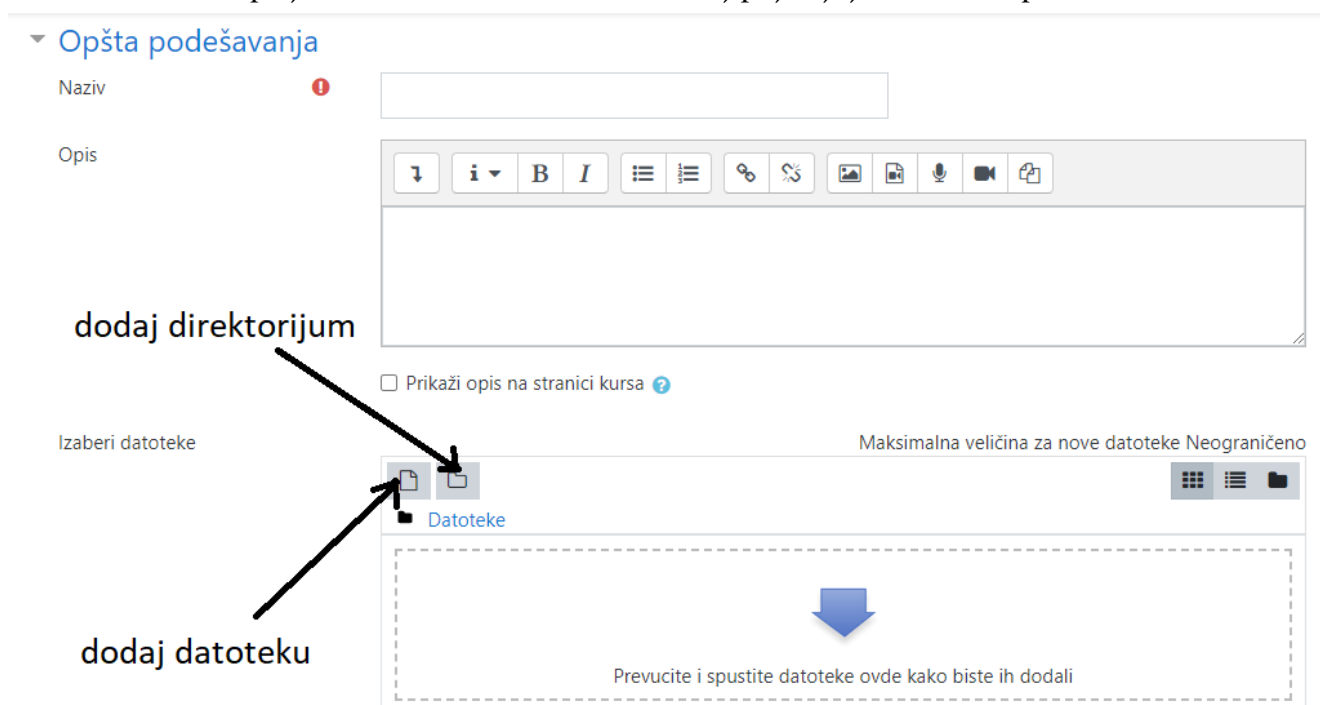 Opšta podešavanja
Naziv
Opis
i B I
dodaj direktorijum
Prikaži opis na stranici kursa
Izaberi datoteke
Maksimalna veličina za nove datoteke Neograničeno
Datoteke
dodaj datoteku
Prevucite i spustite datoteke ovde kako biste ih dodali